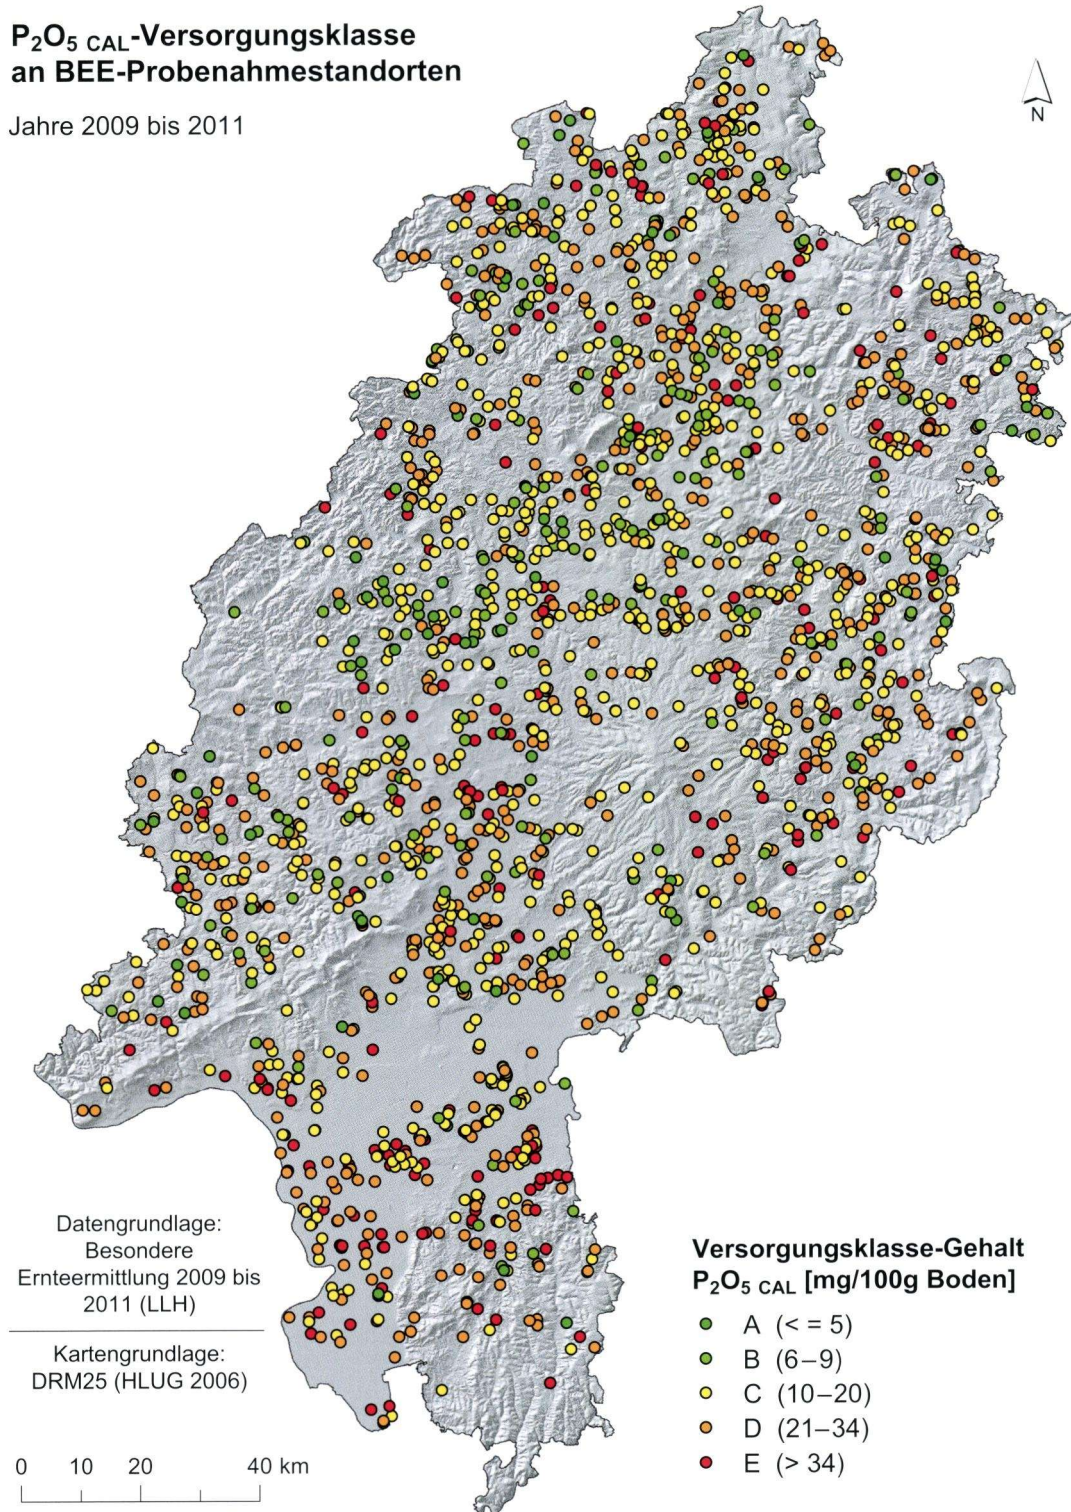 P₂O₅ CAL-Versorgungsklasse
an BEE-Probenahmestandorten
Jahre 2009 bis 2011
N
Datengrundlage:
Besondere
Ernteermittlung 2009 bis
2011 (LLH)
Kartengrundlage:
DRM25 (HLUG 2006)
0 10 20 40 km
Versorgungsklasse-Gehalt
P₂O₅ CAL [mg/100g Boden]
A (< = 5)
B (6–9)
C (10–20)
D (21–34)
E (> 34)